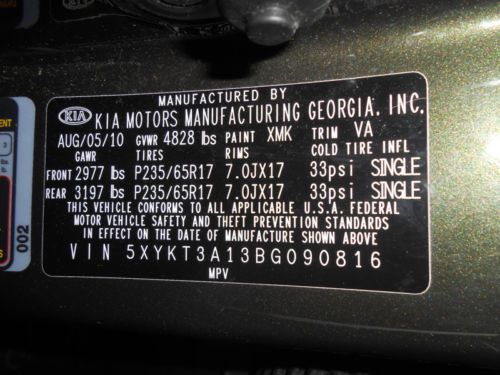 MANUFACTURED BY
KIA KIA MOTORS MANUFACTURING GEORGIA, INC.
AUG/05/10 GVWR 4828 lbs PAINT XMK TRIM VA
GAWR TIRES RIMS COLD TIRE INFL
FRONT 2977 lbs P235/65R17 7.0JX17 33psi SINGLE
REAR 3197 lbs P235/65R17 7.0JX17 33psi SINGLE
THIS VEHICLE CONFORMS TO ALL APPLICABLE U.S.A. FEDERAL
MOTOR VEHICLE SAFETY AND THEFT PREVENTION STANDARDS
IN EFFECT ON THE DATE OF MANUFACTURE SHOWN ABOVE
VIN 5XYKT3A13BG090816
MPV
002